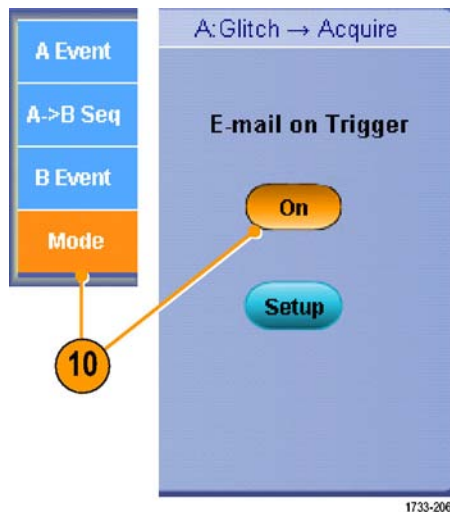 A Event
A->B Seq
B Event
Mode
10
A:Glitch → Acquire
E-mail on Trigger
On
Setup
1733-206